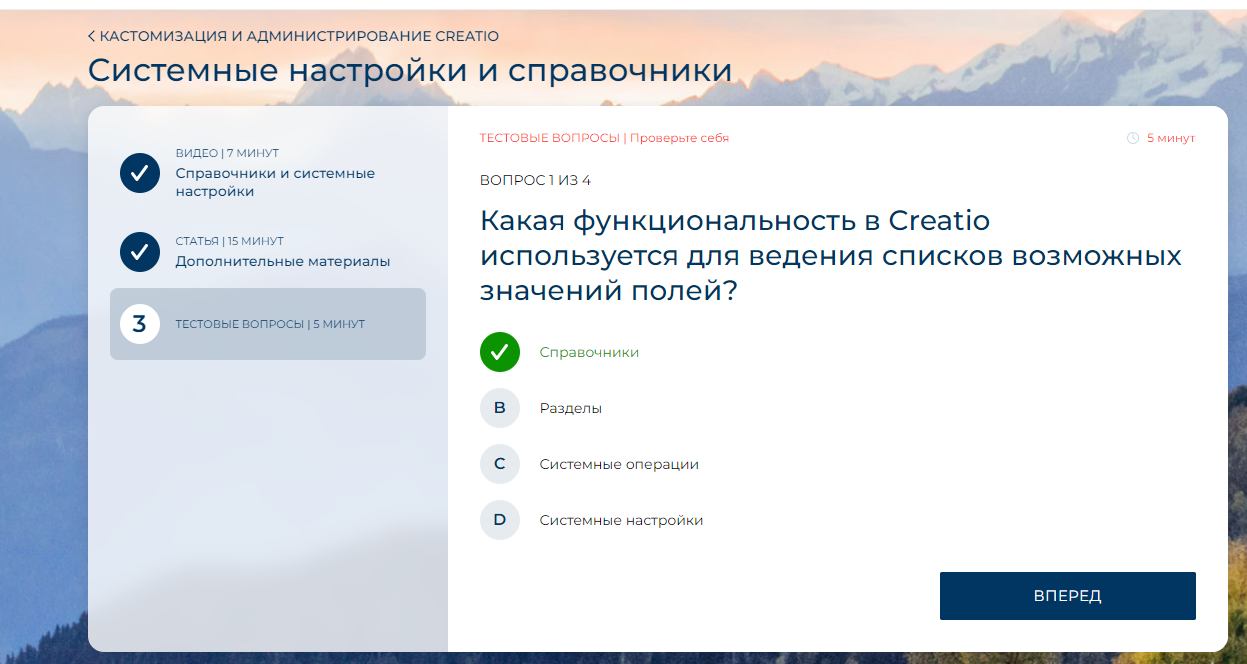 < КАСТОМИЗАЦИЯ И АДМИНИСТРИРОВАНИЕ CREATIO
Системные настройки и справочники
ВИДЕО | 7 МИНУТ
Справочники и системные
настройки
СТАТЬЯ | 15 МИНУТ
Дополнительные материалы
3
ТЕСТОВЫЕ ВОПРОСЫ | 5 МИНУТ
ТЕСТОВЫЕ ВОПРОСЫ | Проверьте себя
5 минут
ВОПРОС 1 ИЗ 4
Какая функциональность в Creatio
используется для ведения списков возможных
значений полей?
Справочники
B Разделы
C Системные операции
D Системные настройки
ВПЕРЕД